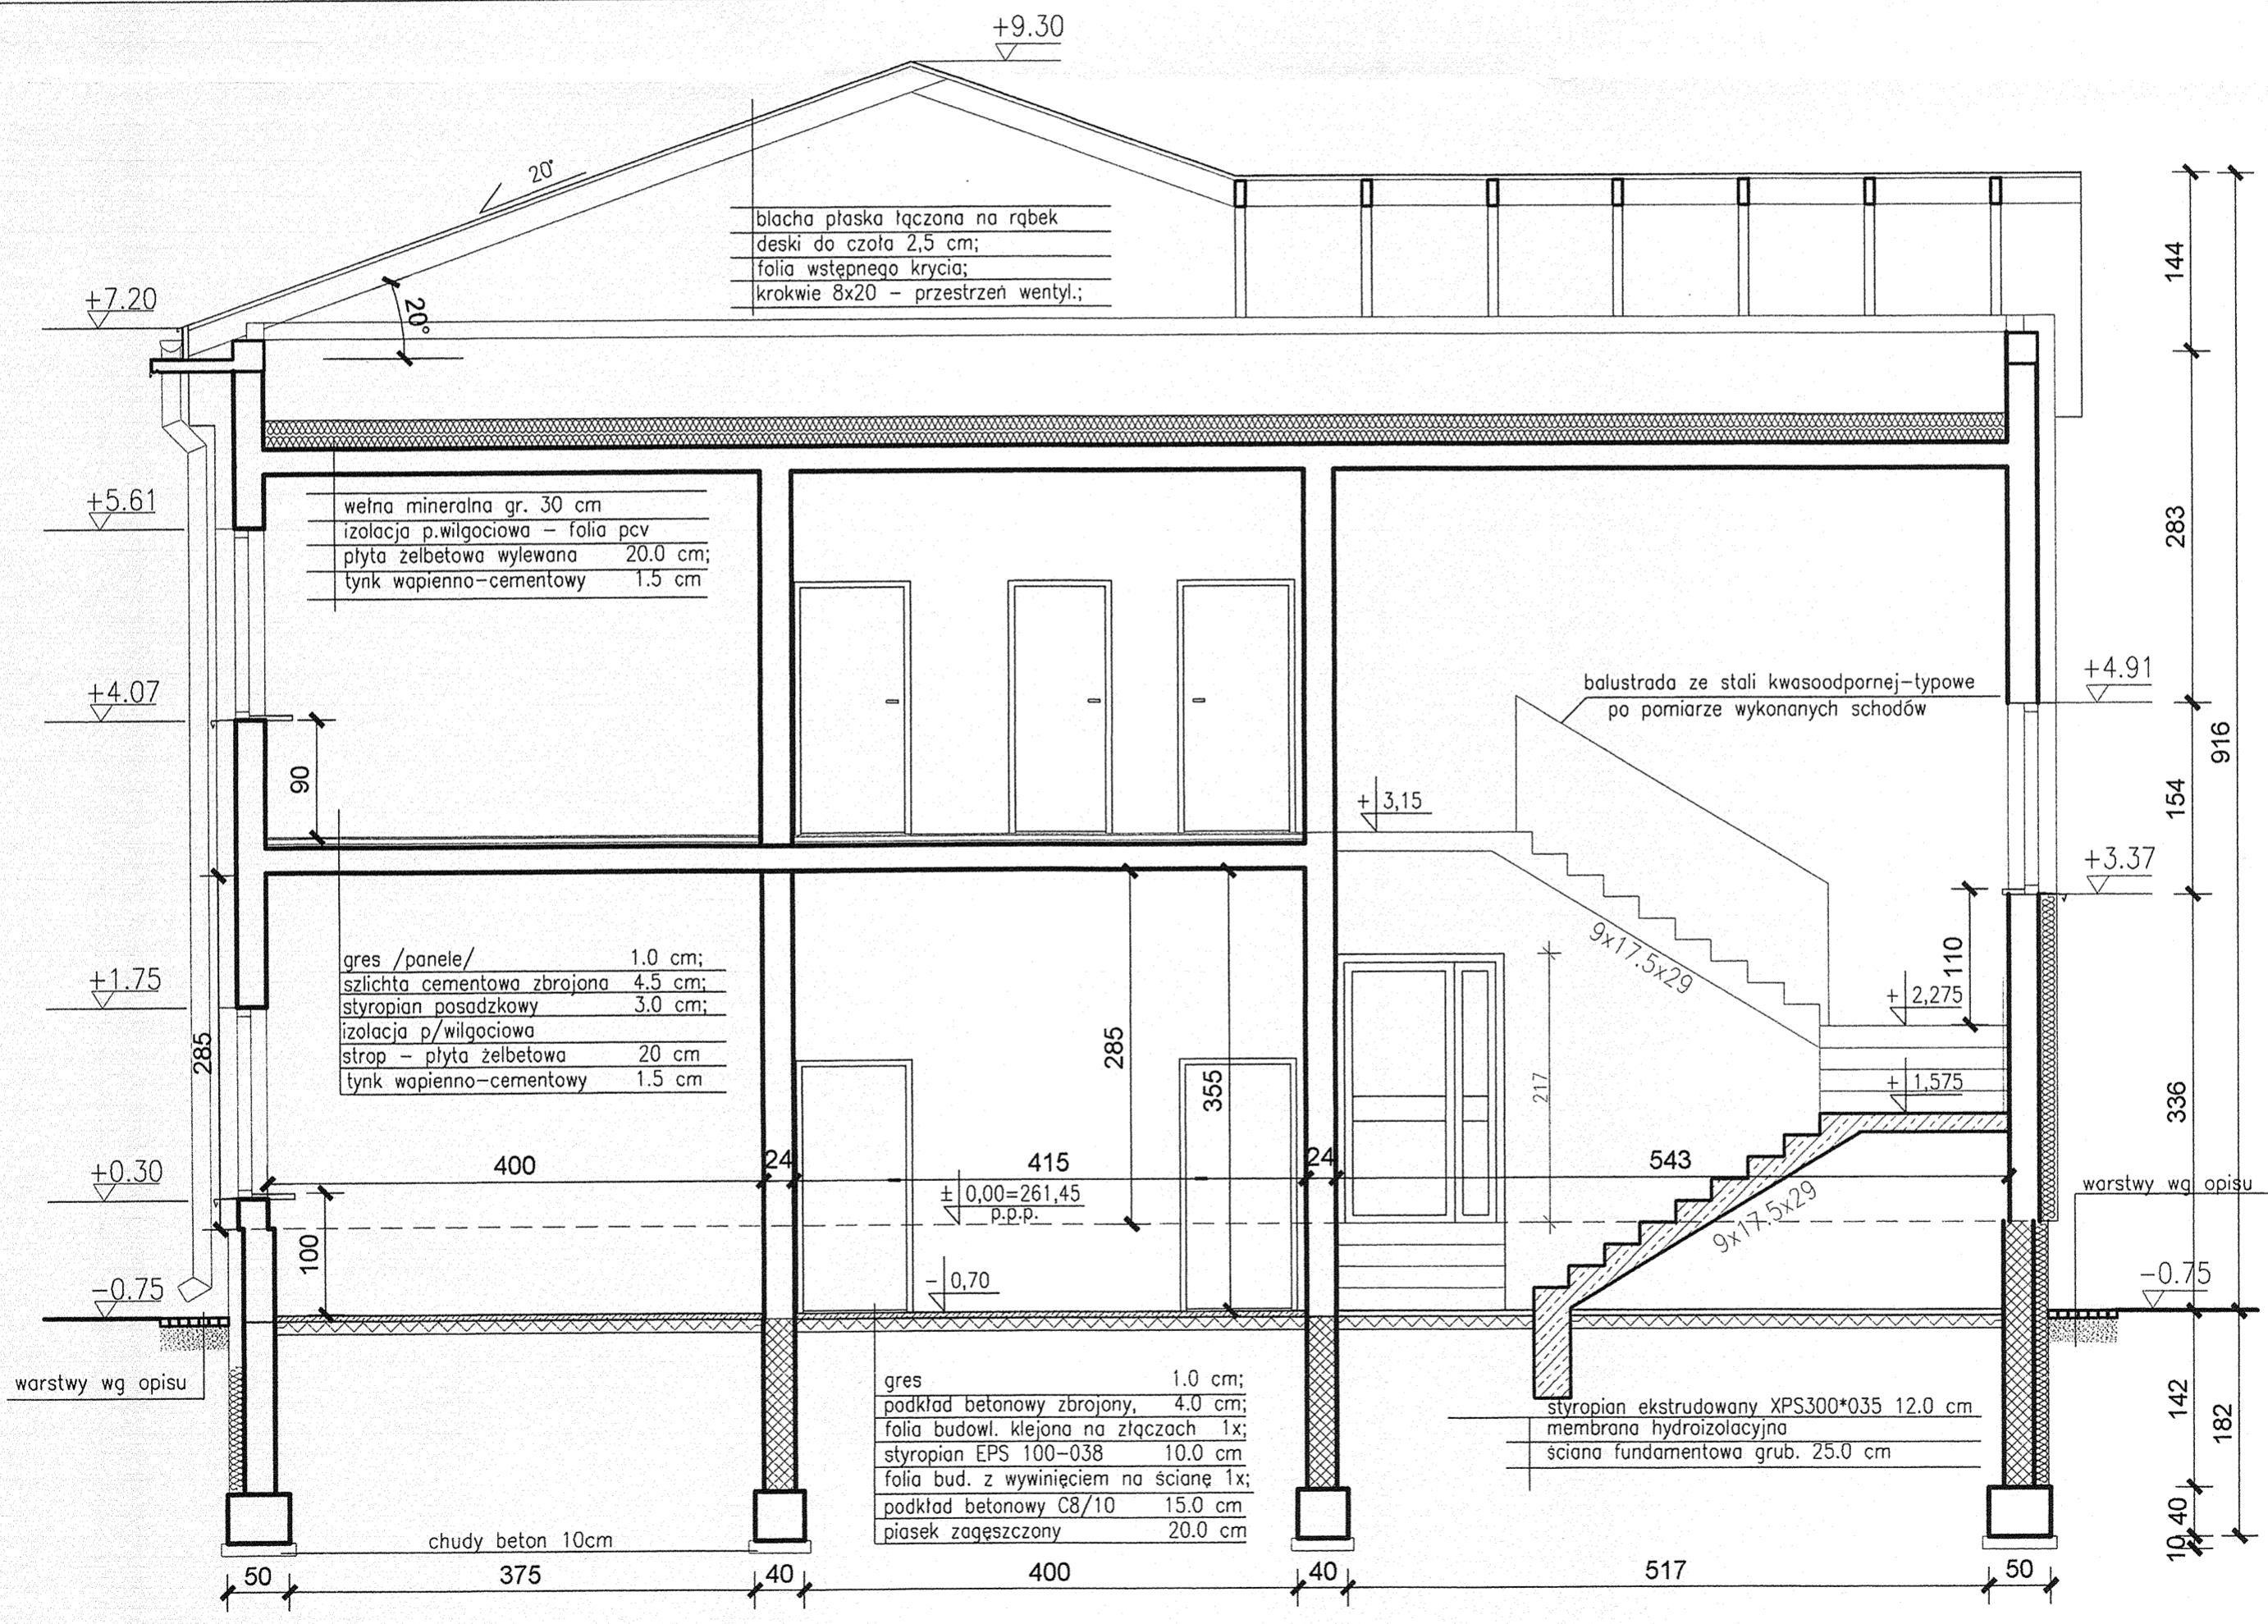 +9.30
20°
blacha płaska łączona na rąbek
deski do czoła 2,5 cm;
folia wstępnego krycia;
krokwie 8x20 – przestrzeń wentyl.;
+7.20
20°
144
+5.61
wełna mineralna gr. 30 cm
izolacja p.wilgociowa – folia pcv
płyta żelbetowa wylewana 20.0 cm;
tynk wapienno–cementowy 1.5 cm
283
+4.07
90
balustrada ze stali kwasoodpornej–typowe
po pomiarze wykonanych schodów
+4.91
916
154
+ 3,15
+3.37
9x17.5x29
110
+ 2,275
+1.75
285
gres /panele/ 1.0 cm;
szlichta cementowa zbrojona 4.5 cm;
styropian posadzkowy 3.0 cm;
izolacja p/wilgociowa
strop – płyta żelbetowa 20 cm
tynk wapienno–cementowy 1.5 cm
285
355
217
+ 1,575
336
+0.30
400
24
415
24
543
± 0,00=261,45
p.p.p.
9x17.5x29
warstwy wg opisu
100
– 0,70
–0.75
–0.75
warstwy wg opisu
gres 1.0 cm;
podkład betonowy zbrojony, 4.0 cm;
folia budowl. klejona na złączach 1x;
styropian EPS 100–038 10.0 cm
folia bud. z wywinięciem na ścianę 1x;
podkład betonowy C8/10 15.0 cm
piasek zagęszczony 20.0 cm
styropian ekstrudowany XPS300*035 12.0 cm
membrana hydroizolacyjna
ściana fundamentowa grub. 25.0 cm
142
182
40
10
chudy beton 10cm
50
375
40
400
40
517
50